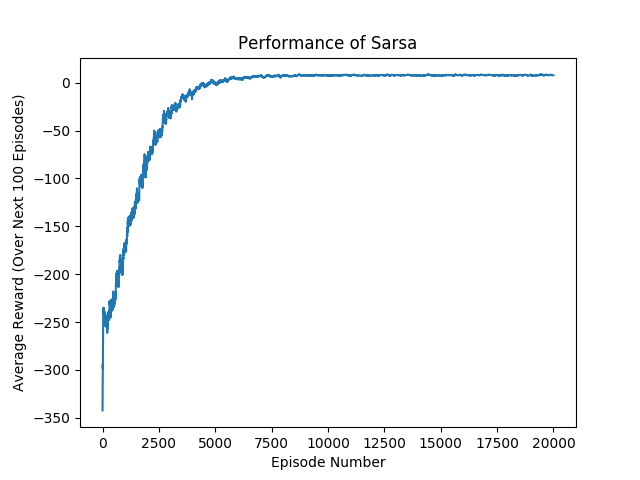 Performance of Sarsa
Average Reward (Over Next 100 Episodes)
0
−50
−100
−150
−200
−250
−300
−350
0 2500 5000 7500 10000 12500 15000 17500 20000
Episode Number